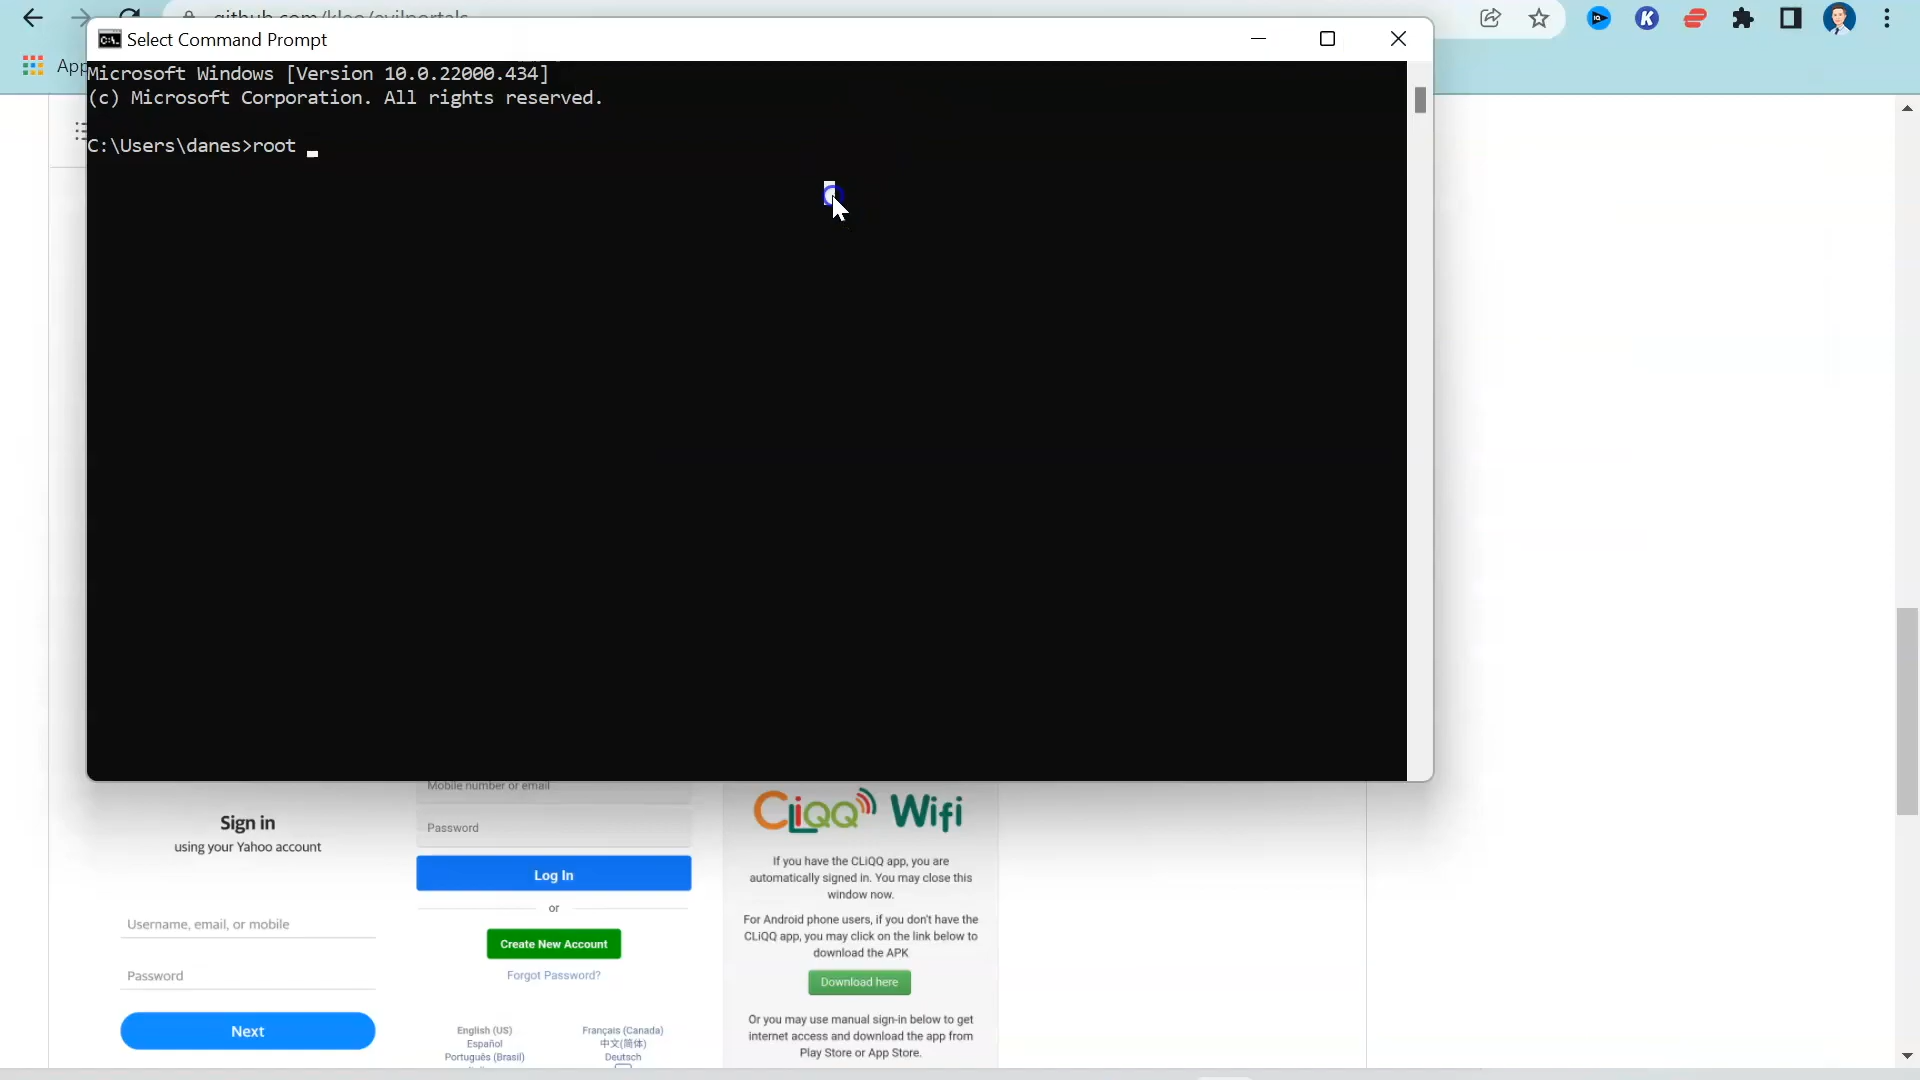 github.com/kleo/evilportals
Select Command Prompt
App
Microsoft Windows [Version 10.0.22000.434]
(c) Microsoft Corporation. All rights reserved.
C:\Users\danes>root
Sign in
using your Yahoo account
Username, email, or mobile
Password
Next
Mobile number or email
Password
Log In
or
Create New Account
Forgot Password?
English (US)
Français (Canada)
Español
中文(简体)
Português (Brasil)
Deutsch
CLiQQ Wifi
If you have the CLiQQ app, you are
automatically signed in. You may close this
window now.
For Android phone users, if you don't have the
CLiQQ app, you may click on the link below to
download the APK
Download here
Or you may use manual sign-in below to get
internet access and download the app from
Play Store or App Store.